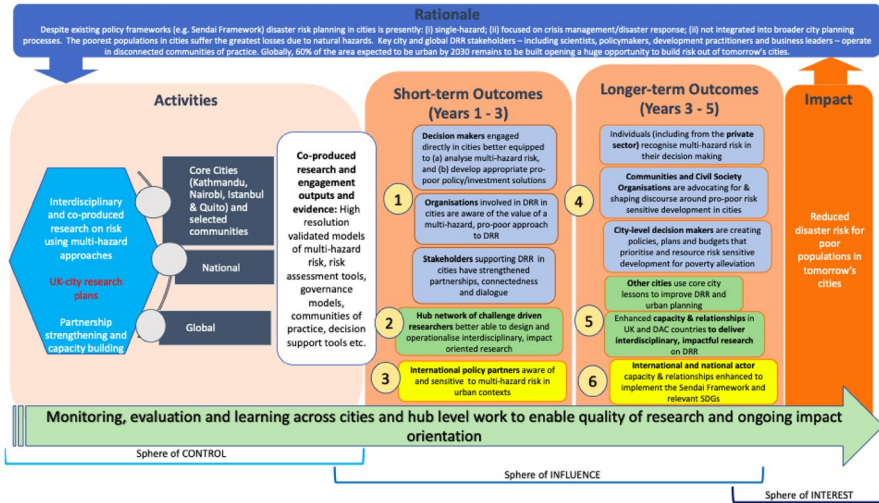 Rationale
Despite existing policy frameworks (e.g. Sendai Framework) disaster risk planning in cities is presently: (i) single-hazard; (ii) focused on crisis management/disaster response; (ii) not integrated into broader city planning
processes. The poorest populations in cities suffer the greatest losses due to natural hazards. Key city and global DRR stakeholders – including scientists, policymakers, development practitioners and business leaders – operate
in disconnected communities of practice. Globally, 60% of the area expected to be urban by 2030 remains to be built opening a huge opportunity to build risk out of tomorrow's cities.
Activities
Interdisciplinary
and co-produced
research on risk
using multi-hazard
approaches
UK-city research
plans
Partnership
strengthening and
capacity building
Core Cities
(Kathmandu,
Nairobi, Istanbul
& Quito) and
selected
communities
National
Global
Co-produced
research and
engagement
outputs and
evidence: High
resolution
validated models
of multi-hazard
risk, risk
assessment tools,
governance
models,
communities of
practice, decision
support tools etc.
Short-term Outcomes
(Years 1 - 3)
1
Decision makers engaged
directly in cities better equipped
to (a) analyse multi-hazard risk,
and (b) develop appropriate pro-
poor policy/investment solutions
Organisations involved in DRR in
cities are aware of the value of a
multi-hazard, pro-poor approach
to DRR
Stakeholders supporting DRR in
cities have strengthened
partnerships, connectedness and
dialogue
2
Hub network of challenge driven
researchers better able to design and
operationalise interdisciplinary, impact
oriented research
3
International policy partners aware of
and sensitive to multi-hazard risk in
urban contexts
Longer-term Outcomes
(Years 3 - 5)
4
Individuals (including from the private
sector) recognise multi-hazard risk in
their decision making
Communities and Civil Society
Organisations are advocating for &
shaping discourse around pro-poor risk
sensitive development in cities
City-level decision makers are creating
policies, plans and budgets that
prioritise and resource risk sensitive
development for poverty alleviation
5
Other cities use core city
lessons to improve DRR and
urban planning
Enhanced capacity & relationships in
UK and DAC countries to deliver
interdisciplinary, impactful research
on DRR
6
International and national actor
capacity & relationships enhanced to
implement the Sendai Framework and
relevant SDGs
Impact
Reduced
disaster risk for
poor
populations in
tomorrow's
cities
Monitoring, evaluation and learning across cities and hub level work to enable quality of research and ongoing impact
orientation
Sphere of CONTROL
Sphere of INFLUENCE
Sphere of INTEREST